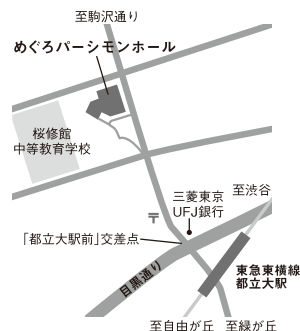 至駒沢通り
めぐろパーシモンホール
桜修館
中等教育学校
三菱東京
UFJ銀行
至渋谷
〒
「都立大駅前」交差点
目黒通り
東急東横線
都立大駅
至自由が丘
至緑が丘